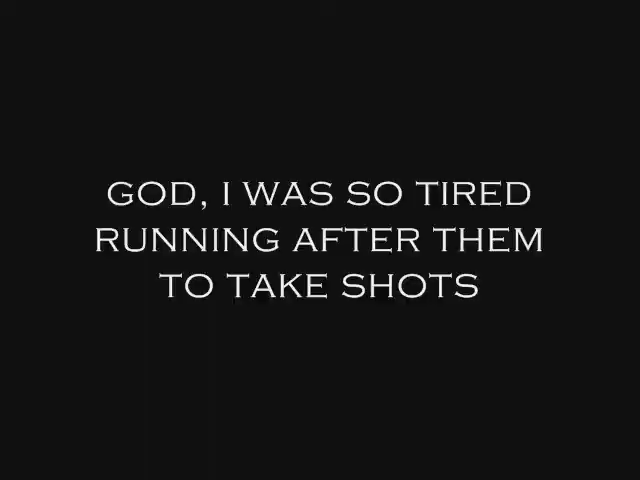 GOD, I WAS SO TIRED
RUNNING AFTER THEM
TO TAKE SHOTS